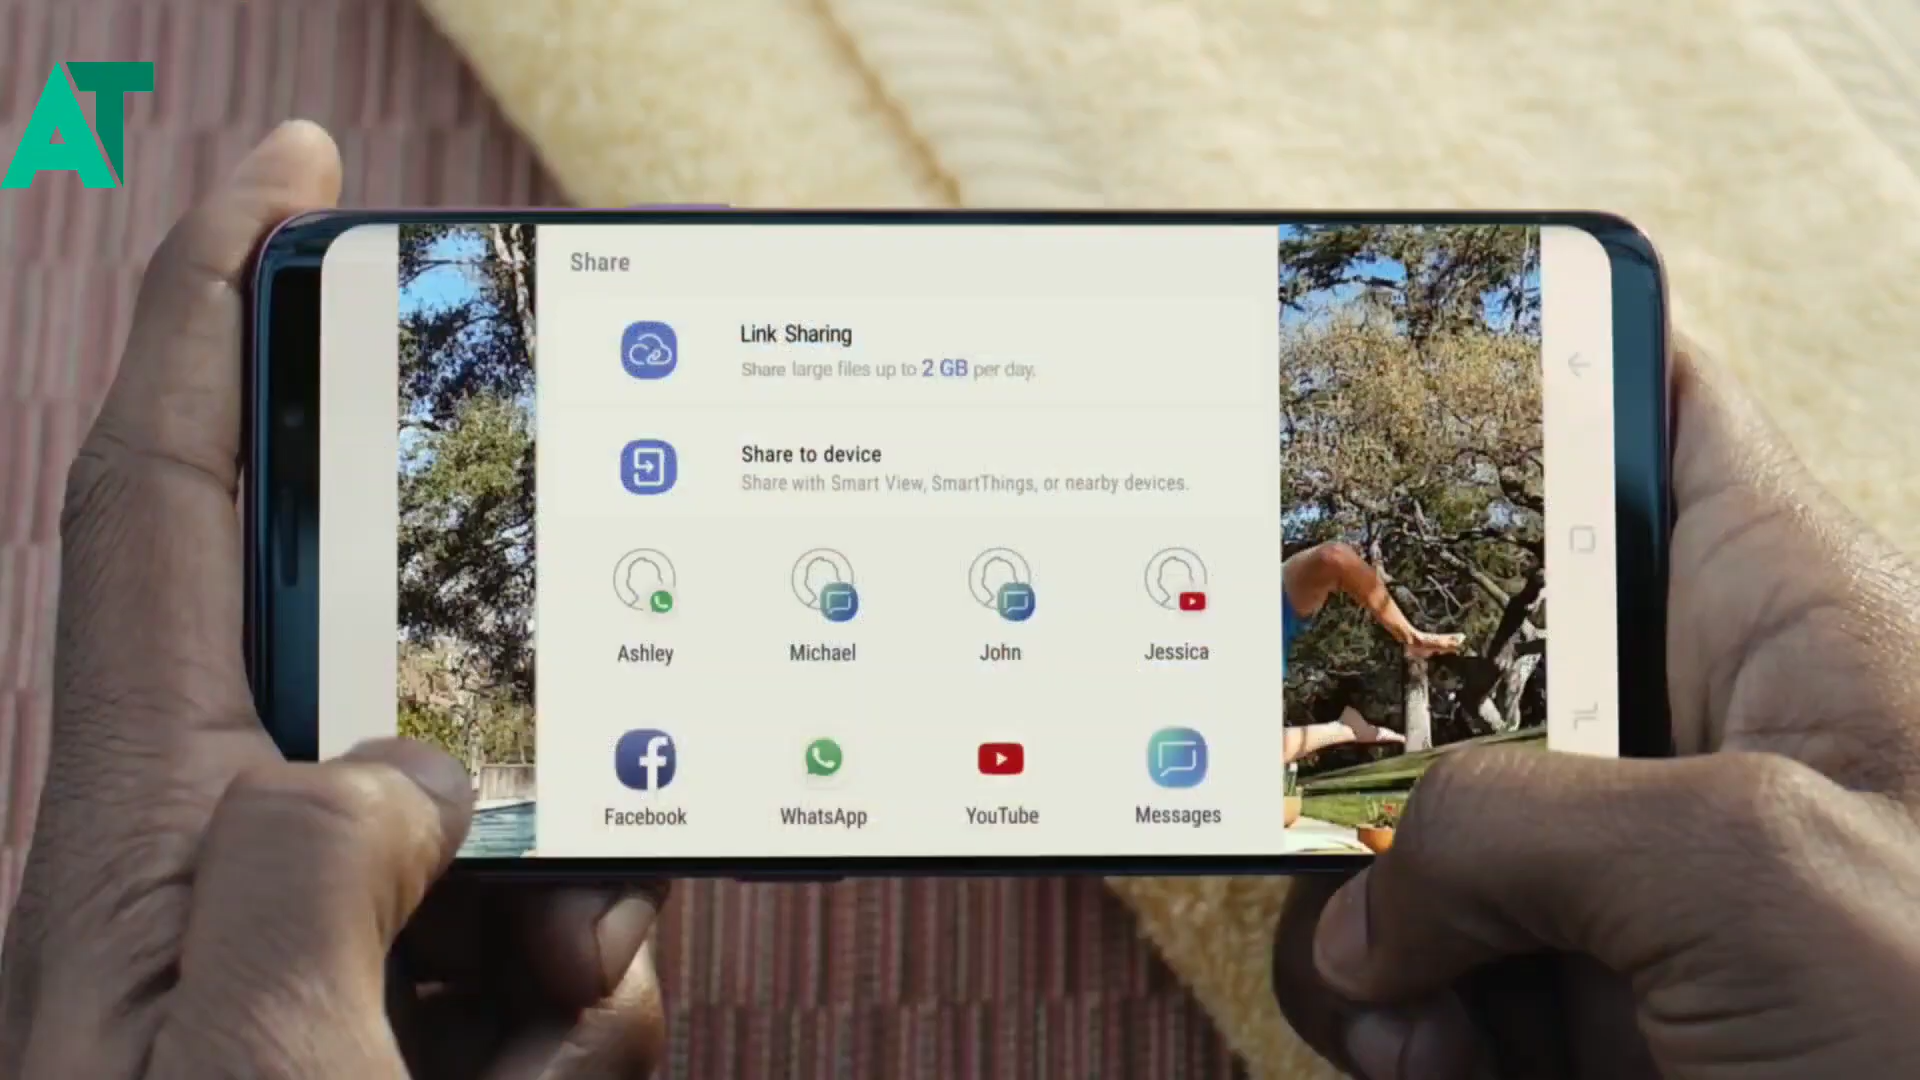 AT
Share
Link Sharing
Share large files up to 2 GB per day.
Share to device
Share with Smart View, SmartThings, or nearby devices.
Ashley Michael John Jessica
Facebook WhatsApp YouTube Messages